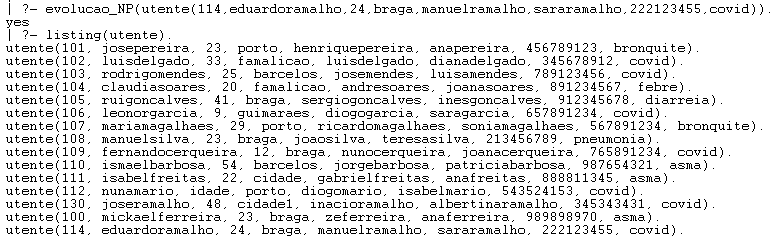 | ?- evolucao_NP(utente(114,eduardoramalho,24,braga,manuelramalho,sararamalho,222123455,covid)).
yes
| ?- listing(utente).
utente(101, josepereira, 23, porto, henriquepereira, anapereira, 456789123, bronquite).
utente(102, luisdelgado, 33, famalicao, luisdelgado, dianadelgado, 345678912, covid).
utente(103, rodrigomendes, 25, barcelos, josemendes, luisamendes, 789123456, covid).
utente(104, claudiasoares, 20, famalicao, andresoares, joanasoares, 891234567, febre).
utente(105, ruigoncalves, 41, braga, sergiogoncalves, inesgoncalves, 912345678, diarreia).
utente(106, leonorgarcia, 9, guimaraes, diogogarcia, saragarcia, 657891234, covid).
utente(107, mariamagalhaes, 29, porto, ricardomagalhaes, soniamagalhaes, 567891234, bronquite).
utente(108, manuelsilva, 23, braga, joaosilva, teresasilva, 213456789, pneumonia).
utente(109, fernandocerqueira, 12, braga, nunocerqueira, joanacerqueira, 765891234, covid).
utente(110, ismaelbarbosa, 54, barcelos, jorgebarbosa, patriciabarbosa, 987654321, asma).
utente(111, isabelfreitas, 22, cidade, gabrielfreitas, anafreitas, 888811345, asma).
utente(112, nunamario, idade, porto, diogomario, isabelmario, 543524153, covid).
utente(130, joseramalho, 48, cidade1, inacioramalho, albertinaramalho, 345343431, covid).
utente(100, mickaelferreira, 23, braga, zeferreira, anaferreira, 989898970, asma).
utente(114, eduardoramalho, 24, braga, manuelramalho, sararamalho, 222123455, covid).